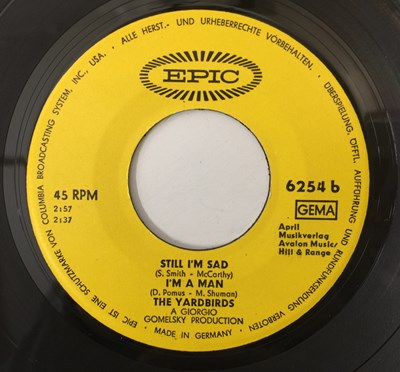 ALLE HERST.- UND URHEBERRECHTE VORBEHALTEN. ÜBERSPIELUNG, ÖFFTL. AUFFÜHRUNG UND RUNDFUNKSENDUNG VERBOTEN
EPIC IST EINE SCHUTZMARKE VON COLUMBIA BROADCASTING SYSTEM, INC., USA.
EPIC
45 RPM
2:57
2:37
6254 b
GEMA
April
Musikverlag
Avalon Music/
Hill & Range
STILL I'M SAD
(S. Smith - McCarthy)
I'M A MAN
(D. Pomus - M. Shuman)
THE YARDBIRDS
A GIORGIO
GOMELSKY PRODUCTION
MADE IN GERMANY